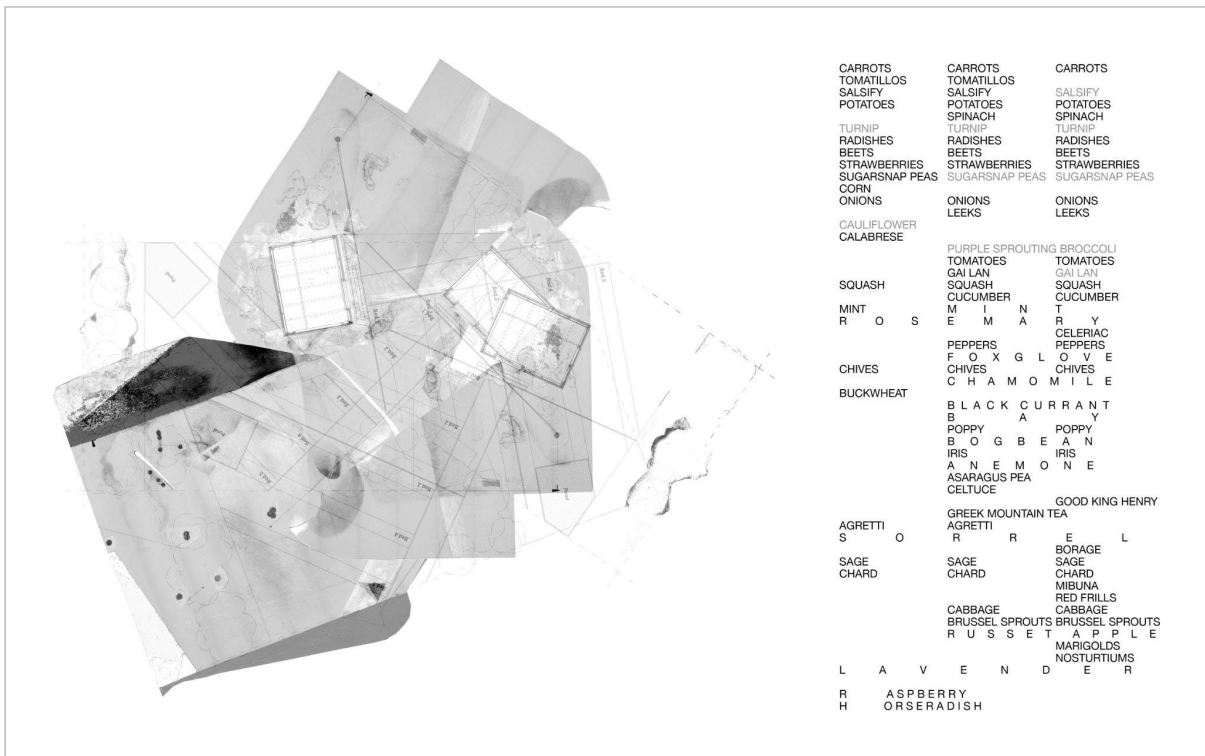 CARROTS CARROTS CARROTS
TOMATILLOS TOMATILLOS
SALSIFY SALSIFY SALSIFY
POTATOES POTATOES POTATOES
SPINACH SPINACH
TURNIP TURNIP TURNIP
RADISHES RADISHES RADISHES
BEETS BEETS BEETS
STRAWBERRIES STRAWBERRIES STRAWBERRIES
SUGARSNAP PEAS SUGARSNAP PEAS SUGARSNAP PEAS
CORN
ONIONS ONIONS ONIONS
LEEKS LEEKS
CAULIFLOWER
CALABRESE
PURPLE SPROUTING BROCCOLI
TOMATOES TOMATOES
GAI LAN GAI LAN
SQUASH SQUASH SQUASH
CUCUMBER CUCUMBER
MINT M I N T
R O S E M A R Y
CELERIAC
PEPPERS PEPPERS
F O X G L O V E
CHIVES CHIVES CHIVES
C H A M O M I L E
BUCKWHEAT
B L A C K C U R R A N T
B A Y
POPPY POPPY
B O G B E A N
IRIS IRIS
A N E M O N E
ASARAGUS PEA
CELTUCE
GOOD KING HENRY
GREEK MOUNTAIN TEA
AGRETTI AGRETTI
S O R R E L
BORAGE
SAGE SAGE SAGE
CHARD CHARD CHARD
MIBUNA
RED FRILLS
CABBAGE CABBAGE
BRUSSEL SPROUTS BRUSSEL SPROUTS
R U S S E T A P P L E
MARIGOLDS
NOSTURTIUMS
L A V E N D E R
R A S P B E R R Y
H O R S E R A D I S H